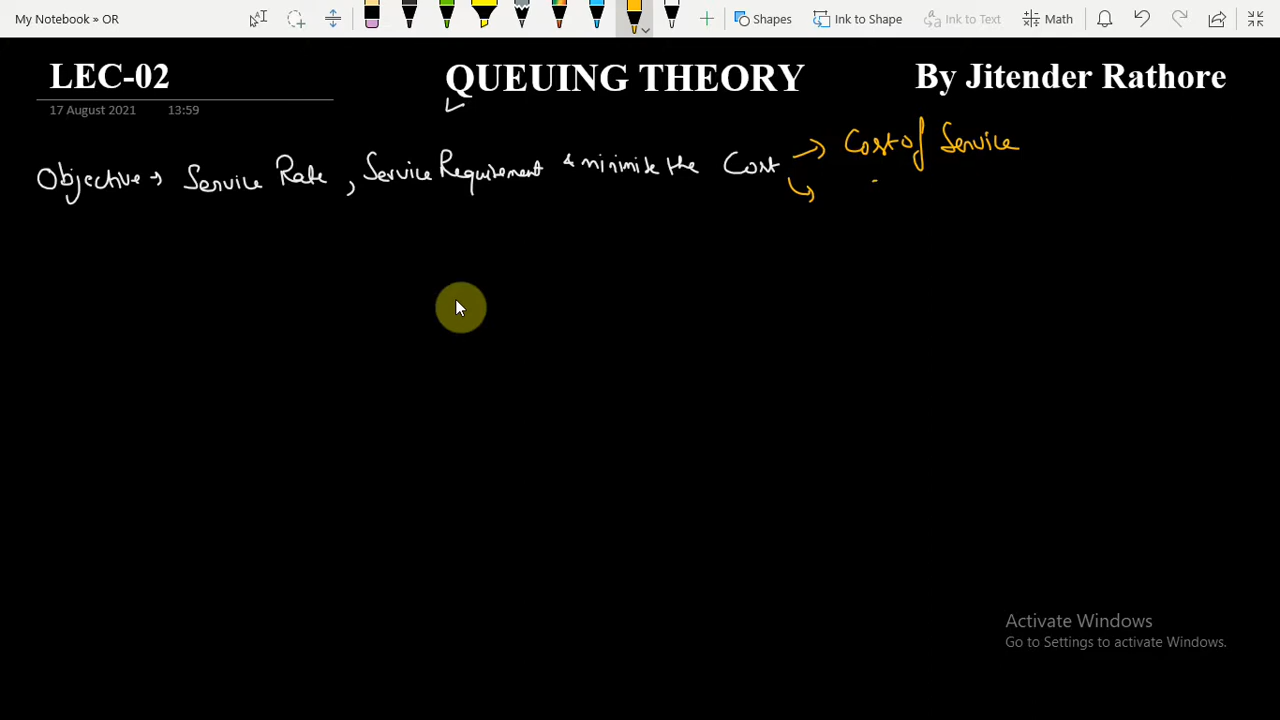 My Notebook » OR
Shapes
Ink to Shape
Ink to Text
Math
LEC-02
QUEUING THEORY
By Jitender Rathore
17 August 2021 13:59
Objective → Service Rate, Service Requirement & minimise the Cost
→ Cost of Service
Activate Windows
Go to Settings to activate Windows.